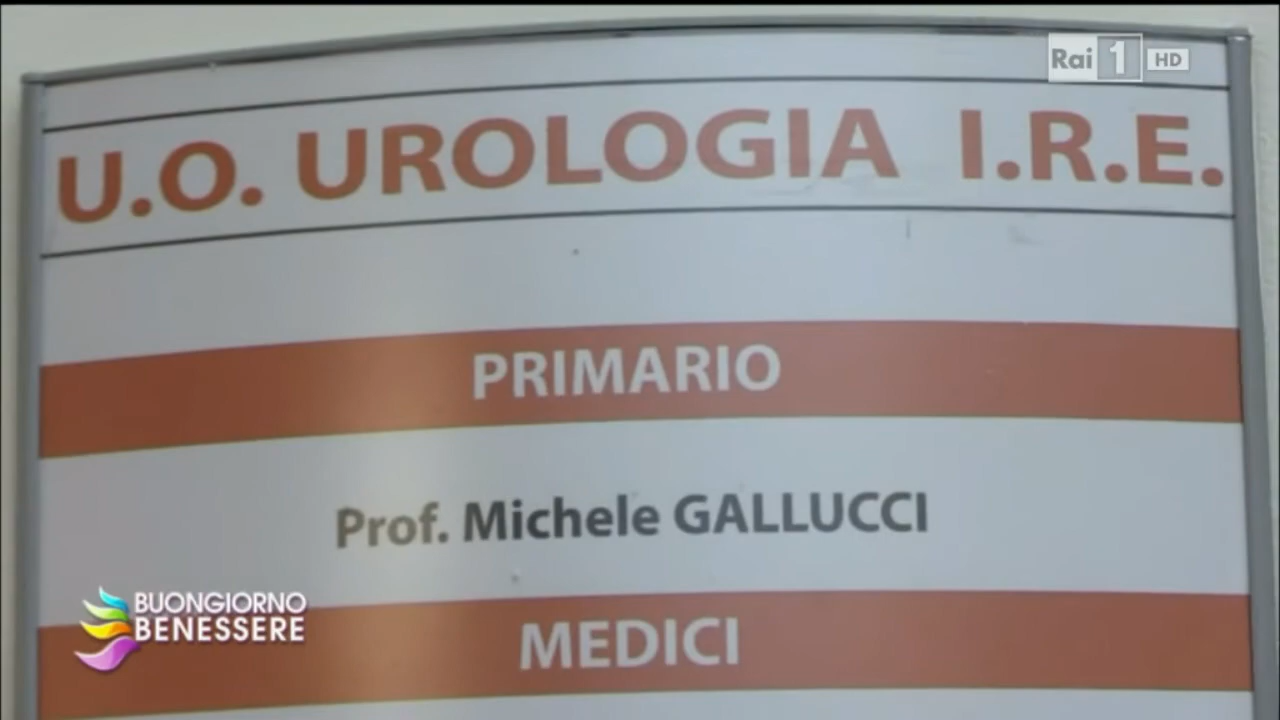 Rai 1 HD
U.O. UROLOGIA I.R.E.
PRIMARIO
Prof. Michele GALLUCCI
BUONGIORNO
BENESSERE
MEDICI